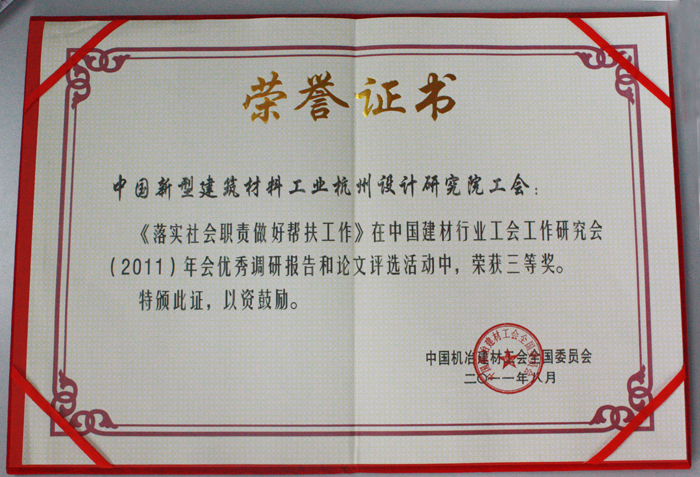 荣誉证书
中国新型建筑材料工业杭州设计研究院工会：
《落实社会职责做好帮扶工作》在中国建材行业工会工作研究会
（2011）年会优秀调研报告和论文评选活动中，荣获三等奖。
特颁此证，以资鼓励。
中国机冶建材工会全国委员会
二〇一一年八月